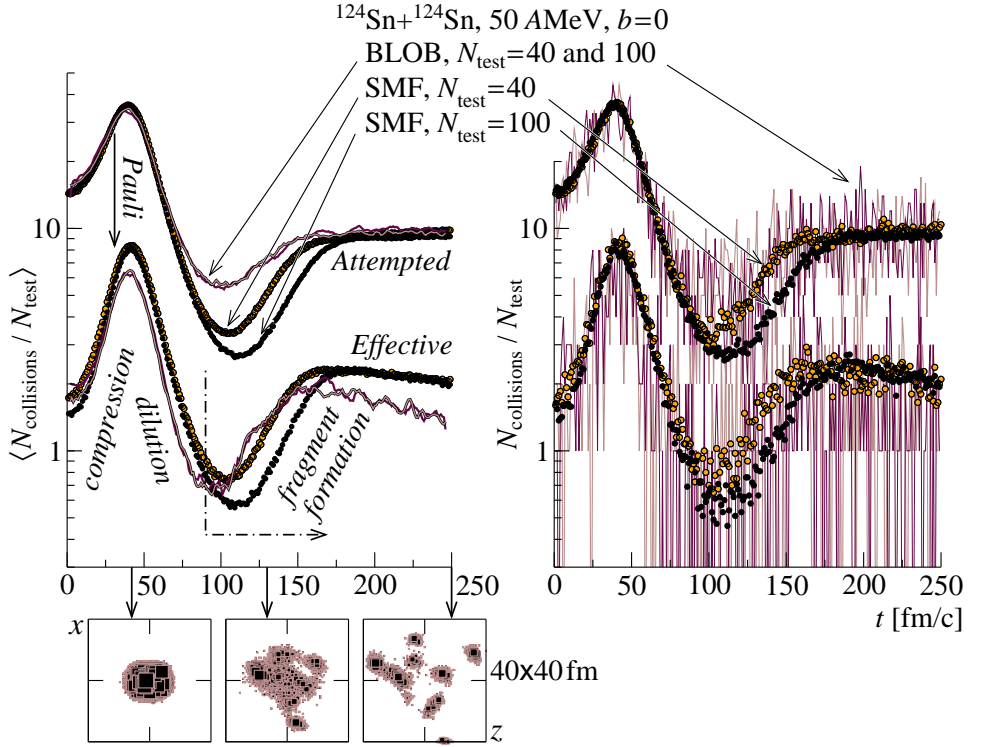 ¹²⁴Sn+¹²⁴Sn, 50 AMeV, b=0
BLOB, N_test=40 and 100
SMF, N_test=40
SMF, N_test=100
⟨N_collisions / N_test⟩
10
1
Pauli
Attempted
Effective
compression
dilution
fragment
formation
0 50 100 150 200 250
N_collisions / N_test
10
1
0 50 100 150 200 250
t [fm/c]
x
z
40x40 fm